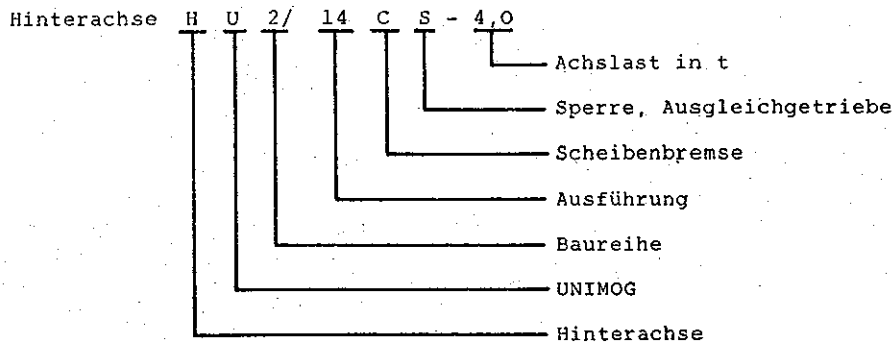 Hinterachse H U 2/ 14 C S - 4,0
Achslast in t
Sperre, Ausgleichgetriebe
Scheibenbremse
Ausführung
Baureihe
UNIMOG
Hinterachse